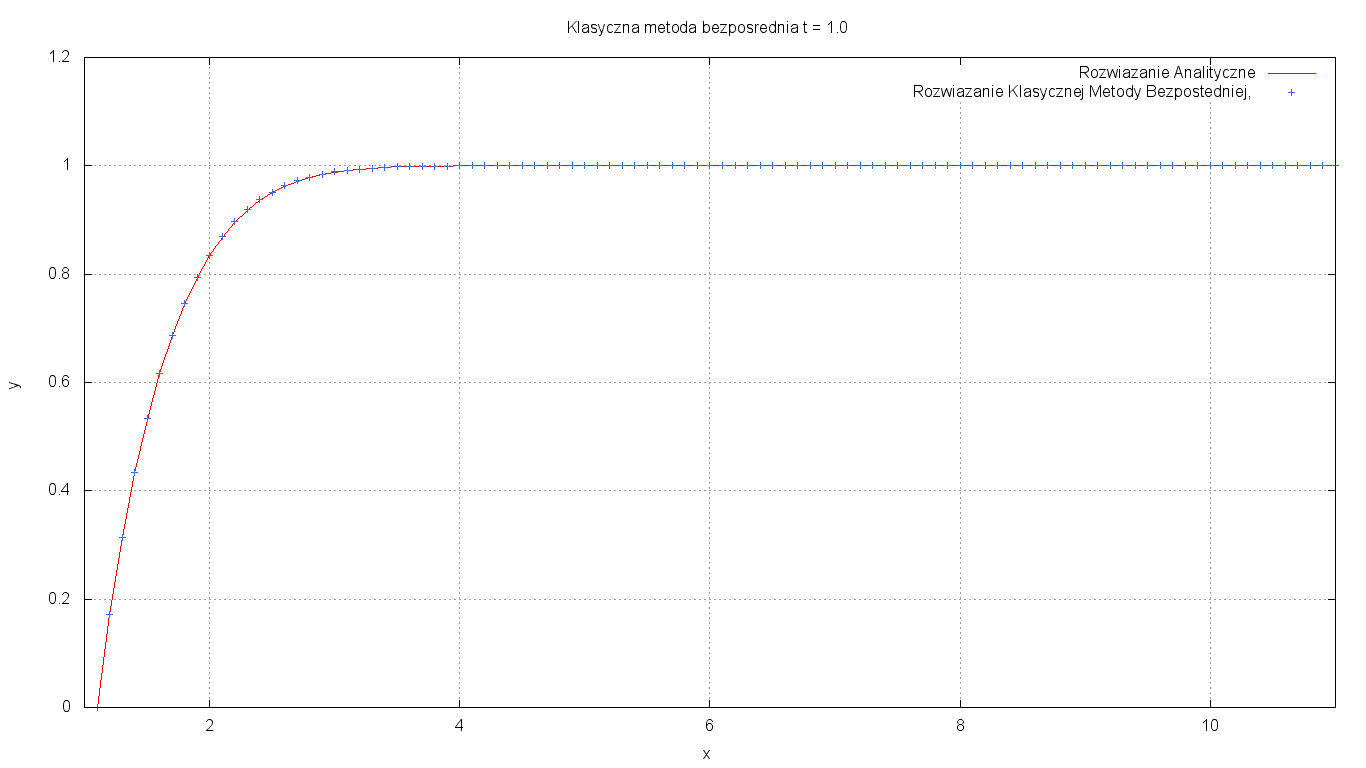 Klasyczna metoda bezposrednia t = 1.0
Rozwiazanie Analityczne
Rozwiazanie Klasycznej Metody Bezpostedniej,
1.2
1
0.8
0.6
0.4
0.2
0
y
2 4 6 8 10
x